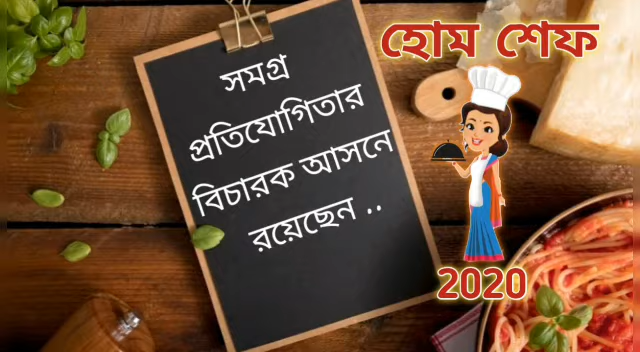 সমগ্র
প্রতিযোগিতার
বিচারক আসনে
রয়েছেন ..
হোম শেফ
2020